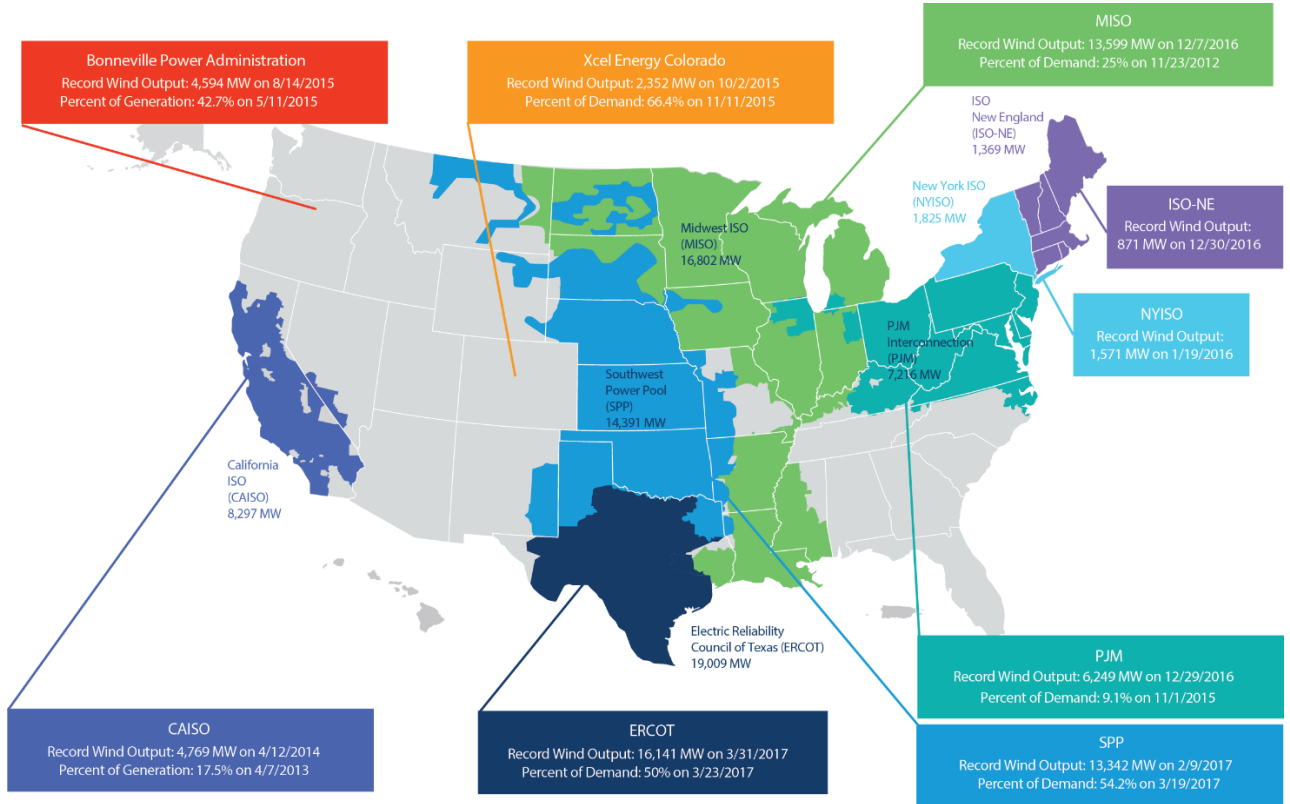 MISO
Record Wind Output: 13,599 MW on 12/7/2016
Percent of Demand: 25% on 11/23/2012
Bonneville Power Administration
Record Wind Output: 4,594 MW on 8/14/2015
Percent of Generation: 42.7% on 5/11/2015
Xcel Energy Colorado
Record Wind Output: 2,352 MW on 10/2/2015
Percent of Demand: 66.4% on 11/11/2015
ISO
New England
(ISO-NE)
1,369 MW
New York ISO
(NYISO)
1,825 MW
ISO-NE
Record Wind Output:
871 MW on 12/30/2016
Midwest ISO
(MISO)
16,802 MW
NYISO
Record Wind Output:
1,571 MW on 1/19/2016
PJM
Interconnection
(PJM)
7,216 MW
Southwest
Power Pool
(SPP)
14,391 MW
California
ISO
(CAISO)
8,297 MW
Electric Reliability
Council of Texas (ERCOT)
19,009 MW
PJM
Record Wind Output: 6,249 MW on 12/29/2016
Percent of Demand: 9.1% on 11/1/2015
CAISO
Record Wind Output: 4,769 MW on 4/12/2014
Percent of Generation: 17.5% on 4/7/2013
ERCOT
Record Wind Output: 16,141 MW on 3/31/2017
Percent of Demand: 50% on 3/23/2017
SPP
Record Wind Output: 13,342 MW on 2/9/2017
Percent of Demand: 54.2% on 3/19/2017